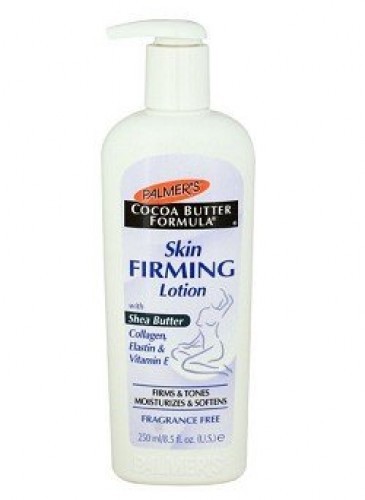 PALMER'S
COCOA BUTTER
FORMULA®
Skin
FIRMING
Lotion
with
Shea Butter
Collagen,
Elastin &
Vitamin E
FIRMS & TONES
MOISTURIZES & SOFTENS
FRAGRANCE FREE
250 ml/8.5 fl. oz. (U.S.) ℮
PALMER'S